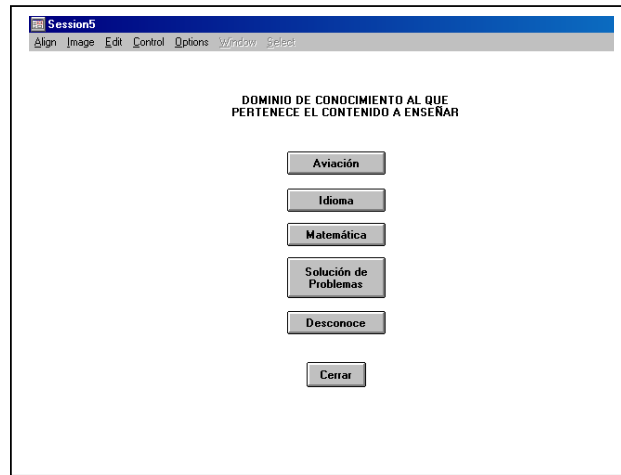 Session5
Align Image Edit Control Options Window Select
DOMINIO DE CONOCIMIENTO AL QUE
PERTENECE EL CONTENIDO A ENSEÑAR
Aviación
Idioma
Matemática
Solución de
Problemas
Desconoce
Cerrar